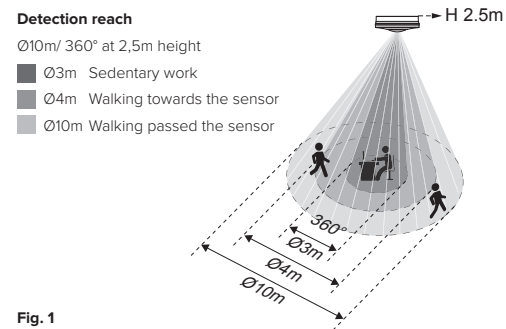 Detection reach
Ø10m/ 360° at 2,5m height
Ø3m Sedentary work
Ø4m Walking towards the sensor
Ø10m Walking passed the sensor
H 2.5m
360°
Ø3m
Ø4m
Ø10m
Fig. 1